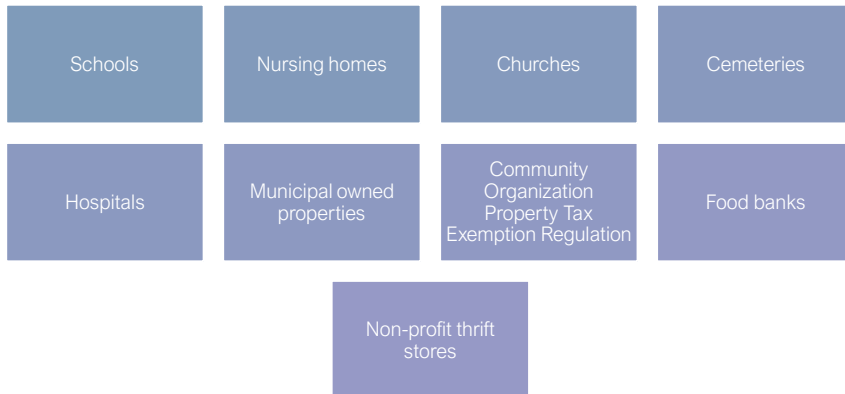 Schools
Nursing homes
Churches
Cemeteries
Hospitals
Municipal owned
properties
Community
Organization
Property Tax
Exemption Regulation
Food banks
Non-profit thrift
stores